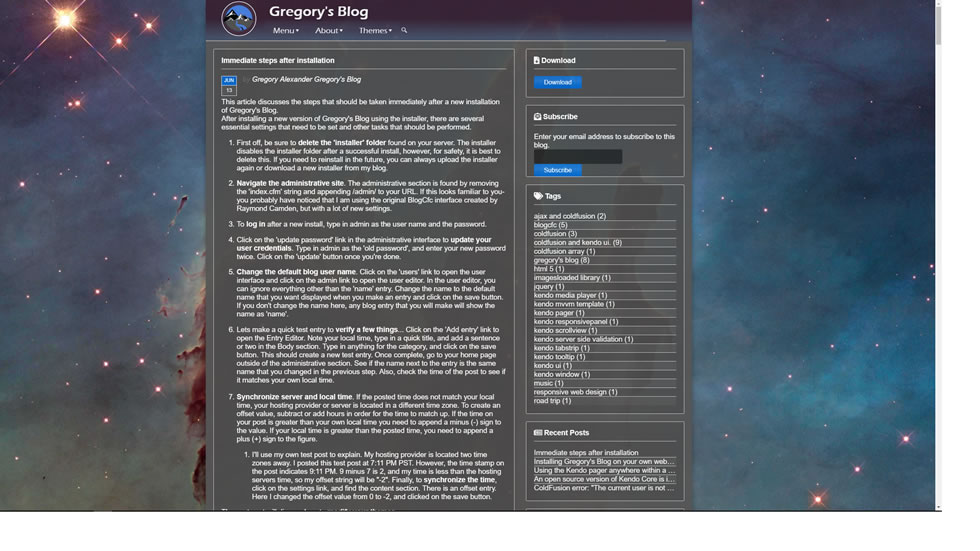 Gregory's Blog
Menu About Themes
Immediate steps after installation
JUN
13
by Gregory Alexander Gregory's Blog
This article discusses the steps that should be taken immediately after a new installation
of Gregory's Blog.
After installing a new version of Gregory's Blog using the installer, there are several
essential settings that need to be set and other tasks that should be performed.
1. First off, be sure to delete the 'installer' folder found on your server. The installer
disables the installer folder after a successful install, however, for safety, it is best to
delete this. If you need to reinstall in the future, you can always upload the installer
again or download a new installer from my blog.
2. Navigate the administrative site. The administrative section is found by removing
the 'index.cfm' string and appending /admin/ to your URL. If this looks familiar to you-
you probably have noticed that I am using the original BlogCfc interface created by
Raymond Camden, but with a lot of new settings.
3. To log in after a new install, type in admin as the user name and the password.
4. Click on the 'update password' link in the administrative interface to update your
user credentials. Type in admin as the 'old password', and enter your new password
twice. Click on the 'update' button once you're done.
5. Change the default blog user name. Click on the 'users' link to open the user
interface and click on the admin link to open the user editor. In the user editor, you
can ignore everything other than the 'name' entry. Change the name to the default
name that you want displayed when you make an entry and click on the save button.
If you don't change the name here, any blog entry that you will make will show the
name as 'name'.
6. Lets make a quick test entry to verify a few things... Click on the 'Add entry' link to
open the Entry Editor. Note your local time, type in a quick title, and add a sentence
or two in the Body section. Type in anything for the category, and click on the save
button. This should create a new test entry. Once complete, go to your home page
outside of the administrative section. See if the name next to the entry is the same
name that you changed in the previous step. Also, check the time of the post to see if
it matches your own local time.
7. Synchronize server and local time. If the posted time does not match your local
time, your hosting provider or server is located in a different time zone. To create an
offset value, subtract or add hours in order for the time to match up. If the time on
your post is greater than your own local time you need to append a minus (-) sign to
the value. If your local time is greater than the posted time, you need to append a
plus (+) sign to the figure.
1. I'll use my own test post to explain. My hosting provider is located two time
zones away. I posted this test post at 7:11 PM PST. However, the time stamp on
the post indicates 9:11 PM. 9 minus 7 is 2, and my time is less than the hosting
servers time, so my offset string will be "-2". Finally, to synchronize the time,
click on the settings link, and find the content section. There is an offset entry.
Here I changed the offset value from 0 to -2, and clicked on the save button.
Download
Download
Subscribe
Enter your email address to subscribe to this
blog.
Subscribe
Tags
ajax and coldfusion (2)
blogcfc (5)
coldfusion (3)
coldfusion and kendo ui. (9)
coldfusion array (1)
gregory's blog (8)
html 5 (1)
imagesloaded library (1)
jquery (1)
kendo media player (1)
kendo mvvm template (1)
kendo pager (1)
kendo responsivepanel (1)
kendo scrollview (1)
kendo server side validation (1)
kendo tabstrip (1)
kendo tooltip (1)
kendo ui (1)
kendo window (1)
music (1)
responsive web design (1)
road trip (1)
Recent Posts
Immediate steps after installation
Installing Gregory's Blog on your own web...
Using the Kendo pager anywhere within a ...
An open source version of Kendo Core is i...
ColdFusion error: "The current user is not ...